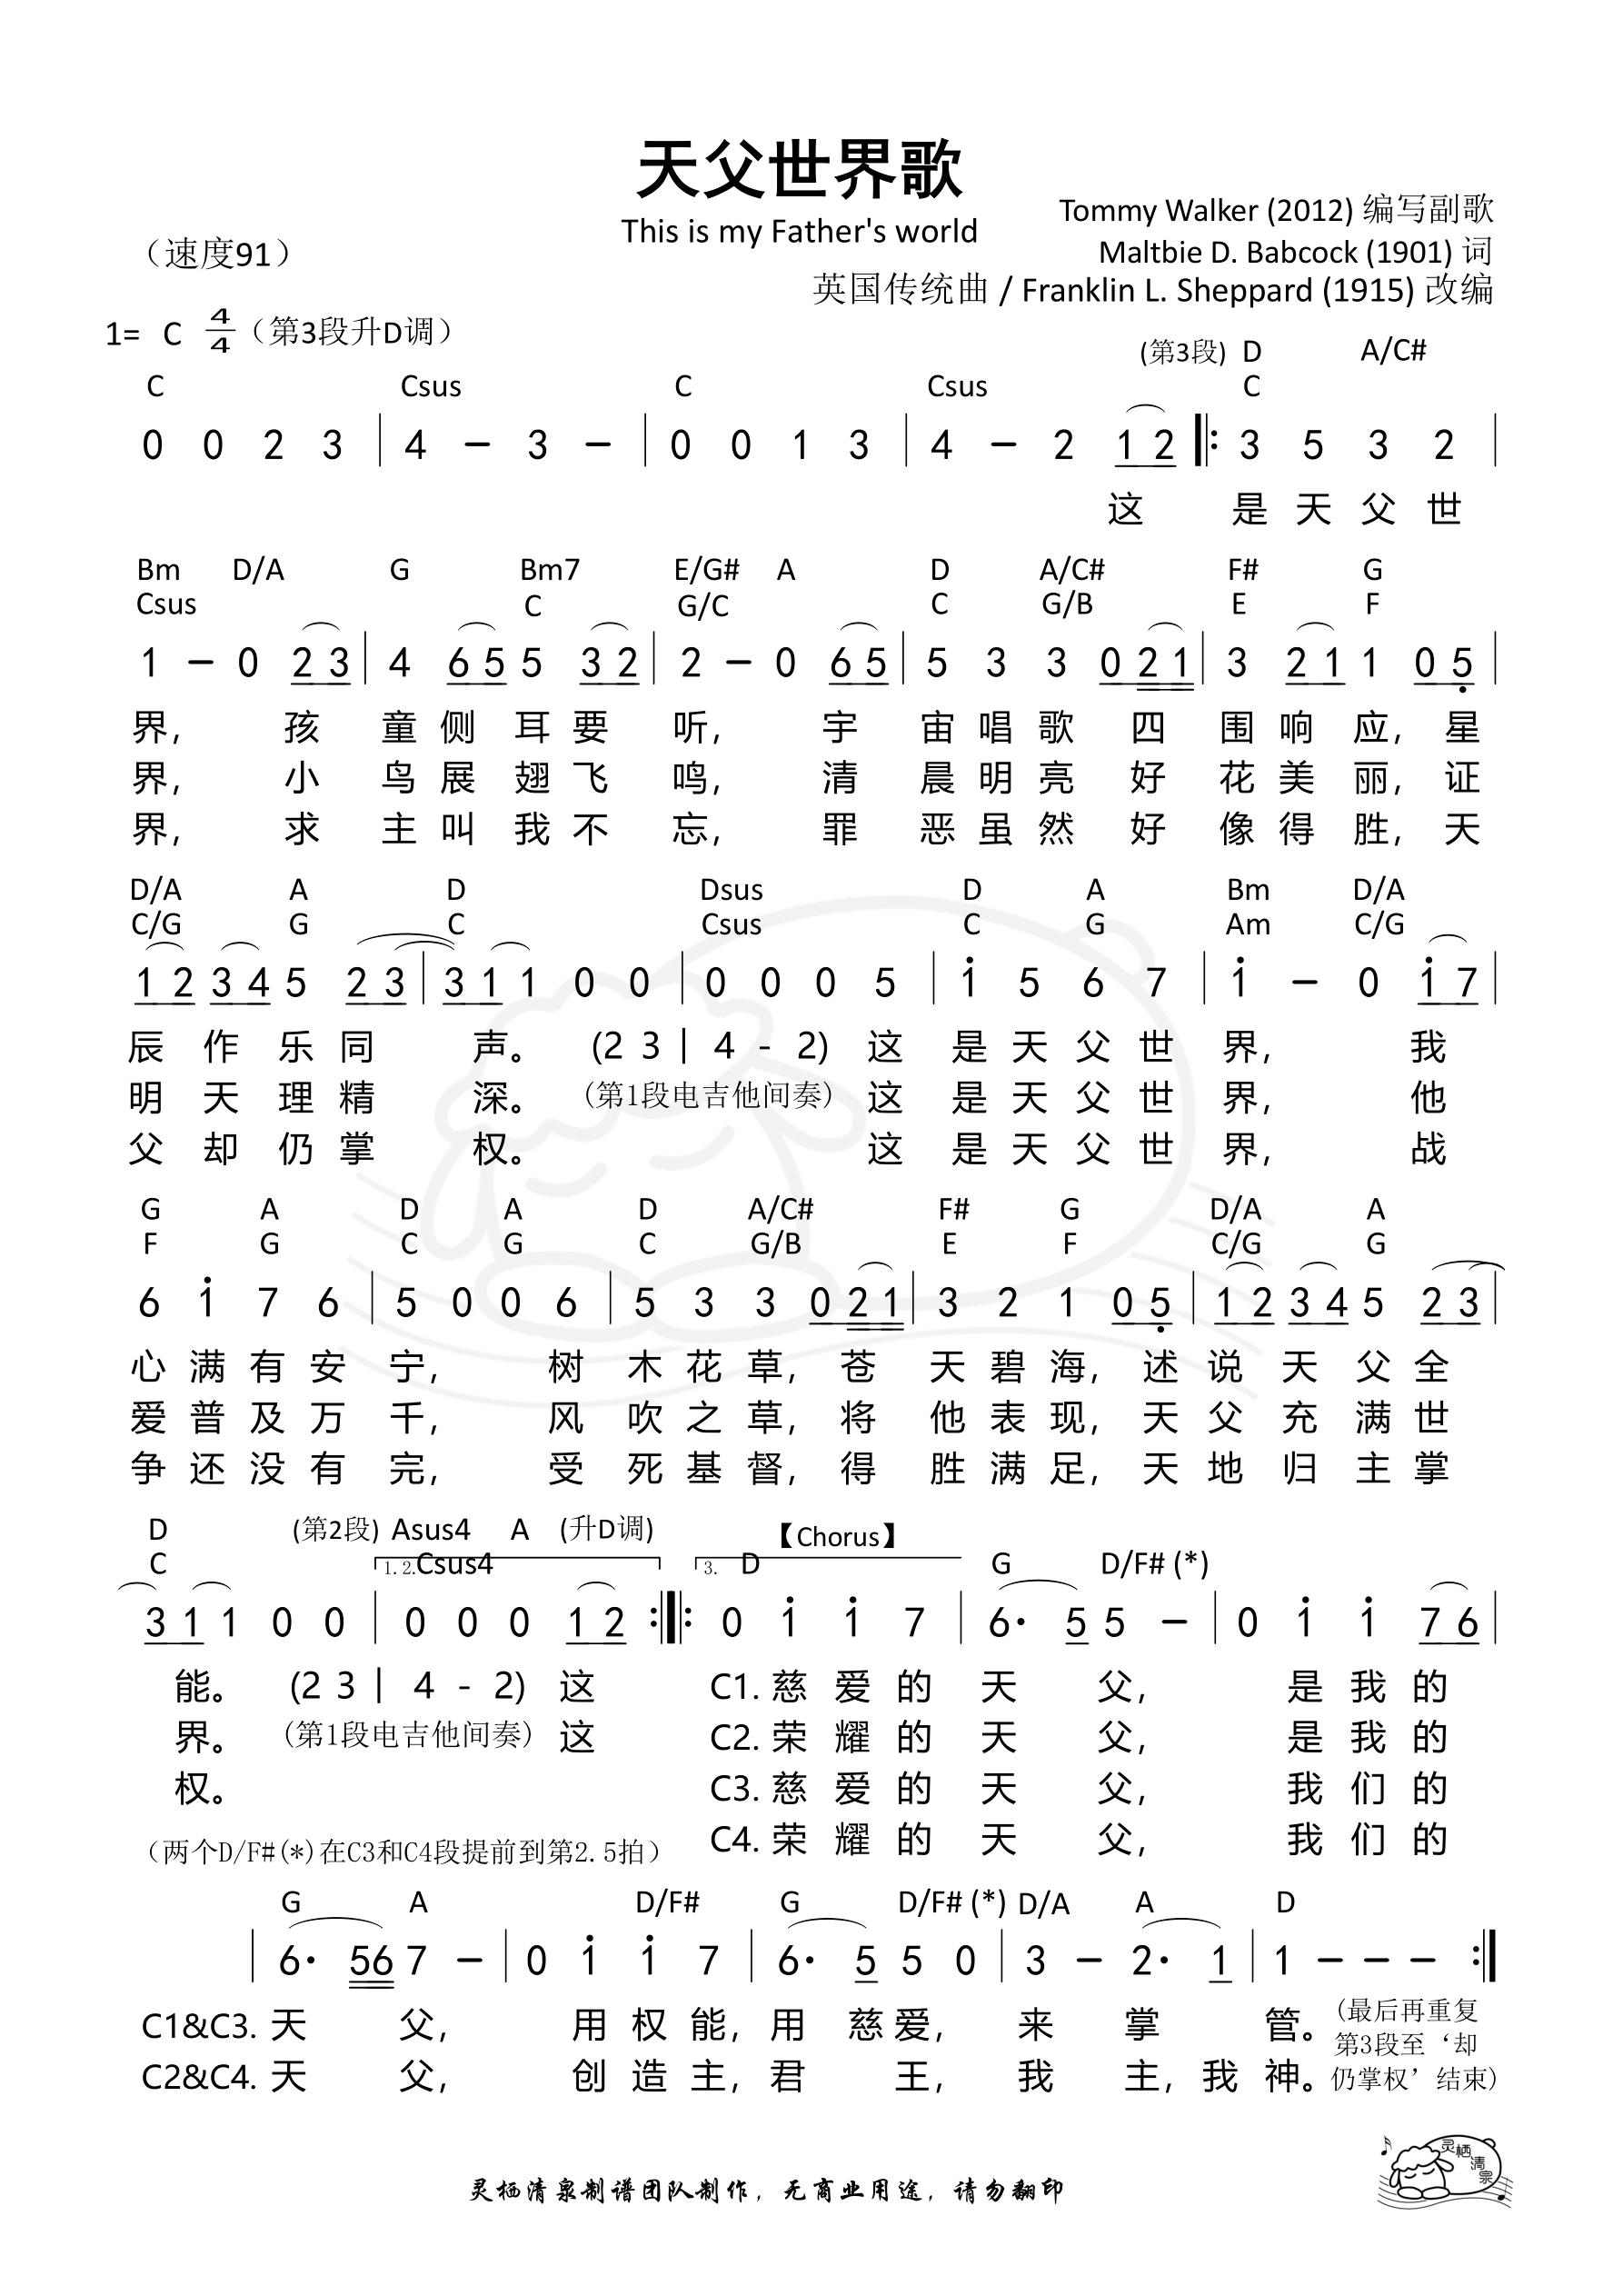 天父世界歌
This is my Father's world
Tommy Walker (2012) 编写副歌
Maltbie D. Babcock (1901) 词
英国传统曲 / Franklin L. Sheppard (1915) 改编
（速度91）
1= C 4/4（第3段升D调）
(第3段) D A/C#
C Csus C Csus C
0 0 2 3 | 4 – 3 – | 0 0 1 3 | 4 – 2 1 2 |: 3 5 3 2 |
这 是 天 父 世
Bm D/A G Bm7 E/G# A D A/C# F# G
Csus C G/C C G/B E F
1 – 0 2 3 | 4 6 5 5 3 2 | 2 – 0 6 5 | 5 3 3 0 2 1 | 3 2 1 1 0 5 |
界, 孩 童 侧 耳 要 听, 宇 宙 唱 歌 四 围 响 应, 星
界, 小 鸟 展 翅 飞 鸣, 清 晨 明 亮 好 花 美 丽, 证
界, 求 主 叫 我 不 忘, 罪 恶 虽 然 好 像 得 胜, 天
D/A A D Dsus D A Bm D/A
C/G G C Csus C G Am C/G
1 2 3 4 5 2 3 | 3 1 1 0 0 | 0 0 0 5 | 1 5 6 7 | 1 – 0 1 7 |
辰 作 乐 同 声。 (2 3 | 4 - 2) 这 是 天 父 世 界, 我
明 天 理 精 深。 (第1段电吉他间奏) 这 是 天 父 世 界, 他
父 却 仍 掌 权。 这 是 天 父 世 界, 战
G A D A D A/C# F# G D/A A
F G C G C G/B E F C/G G
6 1 7 6 | 5 0 0 6 | 5 3 3 0 2 1 | 3 2 1 0 5 | 1 2 3 4 5 2 3 |
心 满 有 安 宁, 树 木 花 草, 苍 天 碧 海, 述 说 天 父 全
爱 普 及 万 千, 风 吹 之 草, 将 他 表 现, 天 父 充 满 世
争 还 没 有 完, 受 死 基 督, 得 胜 满 足, 天 地 归 主 掌
D (第2段) Asus4 A (升D调) 【Chorus】
C 1. 2. Csus4 3. D G D/F# (*)
3 1 1 0 0 | 0 0 0 1 2 :||: 0 1 1 7 | 6· 5 5 – | 0 1 1 7 6 |
能。 (2 3 | 4 - 2) 这 C1. 慈 爱 的 天 父, 是 我 的
界。 (第1段电吉他间奏) 这 C2. 荣 耀 的 天 父, 是 我 的
权。 C3. 慈 爱 的 天 父, 我 们 的
C4. 荣 耀 的 天 父, 我 们 的
（两个D/F#(*)在C3和C4段提前到第2.5拍）
G A D/F# G D/F# (*) D/A A D
| 6· 56 7 – | 0 1 1 7 | 6· 5 5 0 | 3 – 2· 1 | 1 – – – :|
C1&C3. 天 父, 用 权 能, 用 慈 爱, 来 掌 管。
C2&C4. 天 父, 创 造 主, 君 王, 我 主, 我 神。
(最后再重复
第3段至‘却
仍掌权’结束)
灵栖清泉制谱团队制作，无商业用途，请勿翻印
灵栖清泉